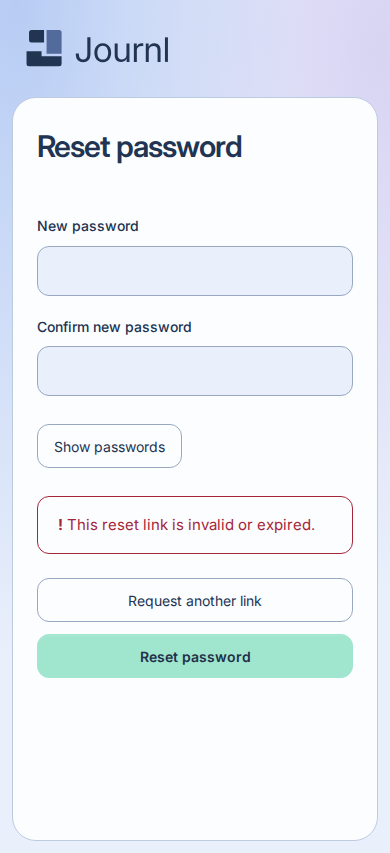 Journl
Reset password
New password
Confirm new password
Show passwords
! This reset link is invalid or expired.
Request another link
Reset password